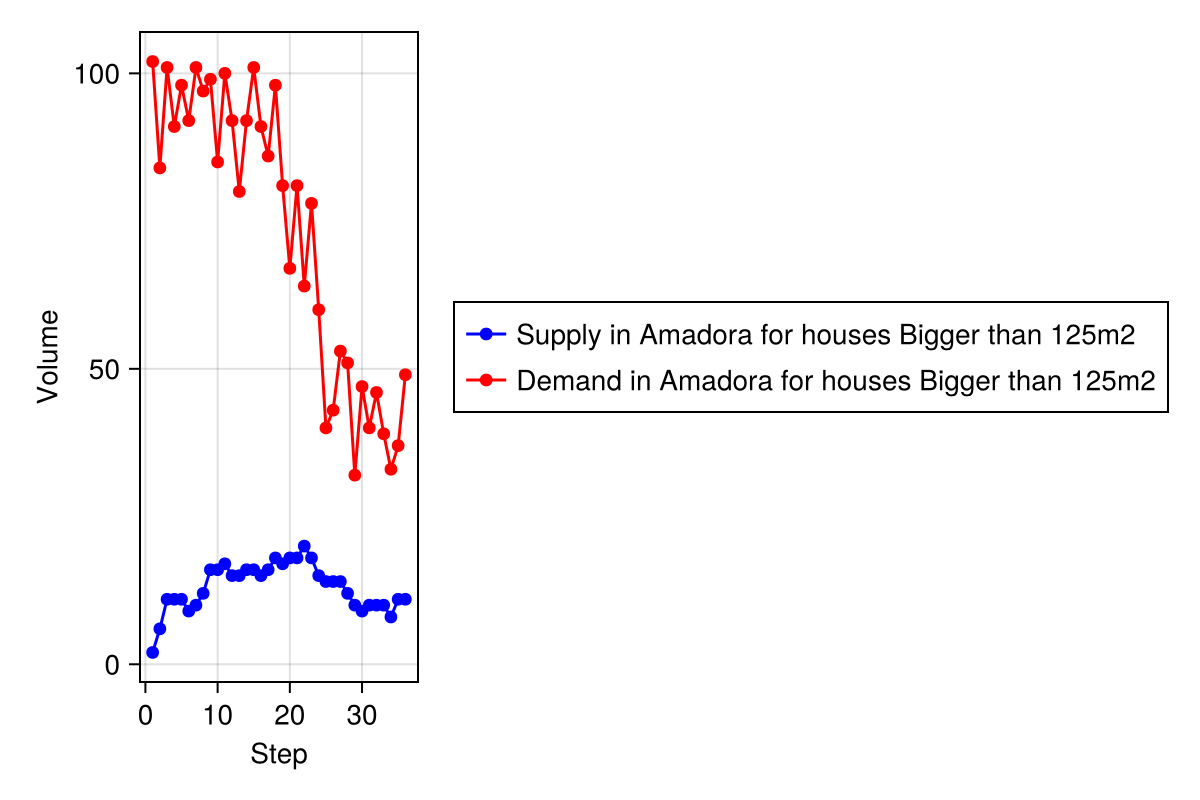 100
50
0
Volume
0 10 20 30
Step
Supply in Amadora for houses Bigger than 125m2
Demand in Amadora for houses Bigger than 125m2